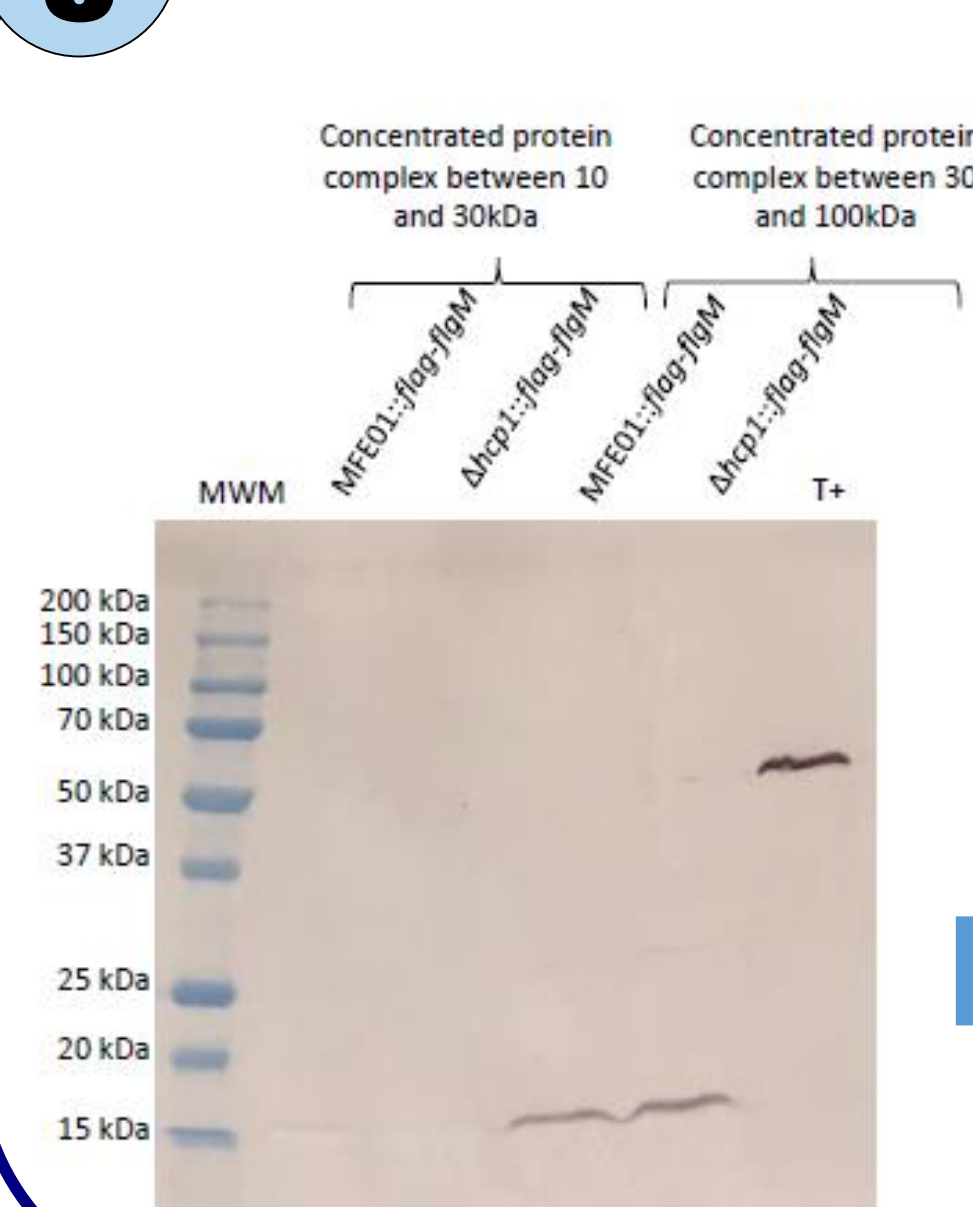 Concentrated protein
complex between 10
and 30kDa
Concentrated protein
complex between 30
and 100kDa
MFE01::flag-flgM
Δhcp1::flag-flgM
MFE01::flag-flgM
Δhcp1::flag-flgM
MWM
T+
200 kDa
150 kDa
100 kDa
70 kDa
50 kDa
37 kDa
25 kDa
20 kDa
15 kDa